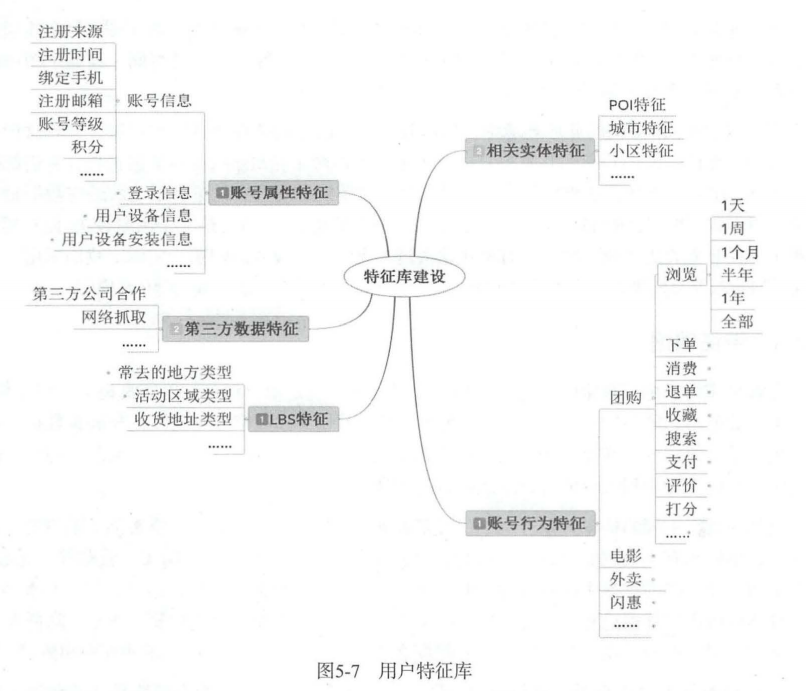 注册来源
注册时间
绑定手机
注册邮箱
账号等级
积分
……
账号信息
登录信息
用户设备信息
用户设备安装信息
……
1账号属性特征
第三方公司合作
网络抓取
……
2第三方数据特征
常去的地方类型
活动区域类型
收货地址类型
……
1LBS特征
特征库建设
2相关实体特征
POI特征
城市特征
小区特征
……
1账号行为特征
团购
浏览
1天
1周
1个月
半年
1年
全部
下单
消费
退单
收藏
搜索
支付
评价
打分
……
电影
外卖
闪惠
……
图5-7 用户特征库